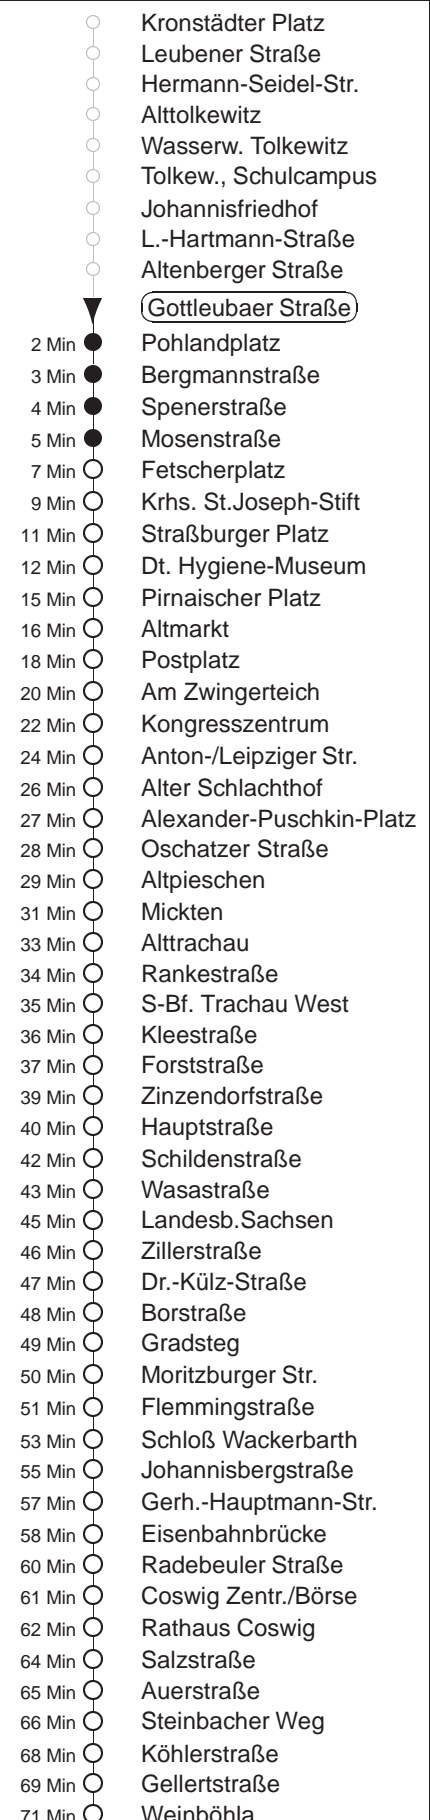 Kronstädter Platz
Leubener Straße
Hermann-Seidel-Str.
Alttolkewitz
Wasserw. Tolkewitz
Tolkew., Schulcampus
Johannisfriedhof
L.-Hartmann-Straße
Altenberger Straße
Gottleubaer Straße
2 Min Pohlandplatz
3 Min Bergmannstraße
4 Min Spenerstraße
5 Min Mosenstraße
7 Min Fetscherplatz
9 Min Krhs. St.Joseph-Stift
11 Min Straßburger Platz
12 Min Dt. Hygiene-Museum
15 Min Pirnaischer Platz
16 Min Altmarkt
18 Min Postplatz
20 Min Am Zwingerteich
22 Min Kongresszentrum
24 Min Anton-/Leipziger Str.
26 Min Alter Schlachthof
27 Min Alexander-Puschkin-Platz
28 Min Oschatzer Straße
29 Min Altpieschen
31 Min Mickten
33 Min Alttrachau
34 Min Rankestraße
35 Min S-Bf. Trachau West
36 Min Kleestraße
37 Min Forststraße
39 Min Zinzendorfstraße
40 Min Hauptstraße
42 Min Schildenstraße
43 Min Wasastraße
45 Min Landesb.Sachsen
46 Min Zillerstraße
47 Min Dr.-Külz-Straße
48 Min Borstraße
49 Min Gradsteg
50 Min Moritzburger Str.
51 Min Flemmingstraße
53 Min Schloß Wackerbarth
55 Min Johannisbergstraße
57 Min Gerh.-Hauptmann-Str.
58 Min Eisenbahnbrücke
60 Min Radebeuler Straße
61 Min Coswig Zentr./Börse
62 Min Rathaus Coswig
64 Min Salzstraße
65 Min Auerstraße
66 Min Steinbacher Weg
68 Min Köhlerstraße
69 Min Gellertstraße
71 Min Weinböhla